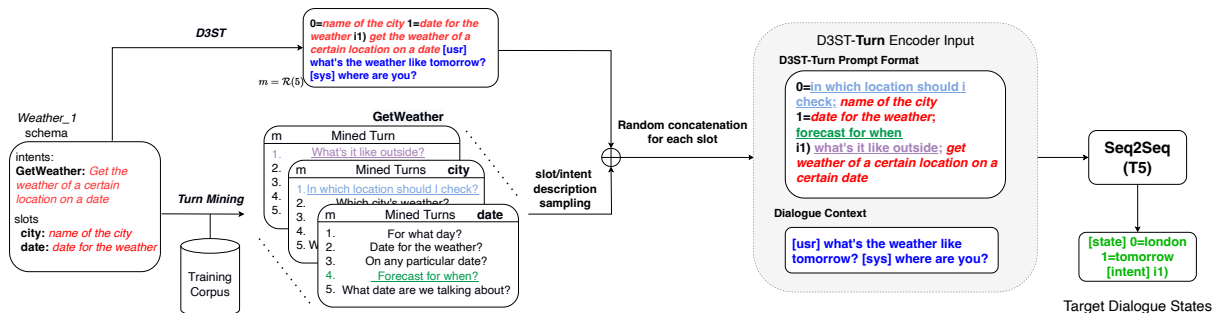 D3ST
0=name of the city 1=date for the
weather i1) get the weather of a
certain location on a date [usr]
what's the weather like tomorrow?
[sys] where are you?
m = R(5)
Weather_1
schema
intents:
GetWeather: Get the
weather of a certain
location on a date
slots
city: name of the city
date: date for the weather
Turn Mining
Training
Corpus
GetWeather
m Mined Turn
1. What's it like outside?
2.
3.
4.
5.
m Mined Turns city
1. In which location should I check?
2. Which city's weather?
3.
4.
5. W
m Mined Turns date
1. For what day?
2. Date for the weather?
3. On any particular date?
4. Forecast for when?
5. What date are we talking about?
slot/intent
description
sampling
Random concatenation
for each slot
D3ST-Turn Encoder Input
D3ST-Turn Prompt Format
0=in which location should i
check; name of the city
1=date for the weather;
forecast for when
i1) what's it like outside; get
weather of a certain location on a
certain date
Dialogue Context
[usr] what's the weather like
tomorrow? [sys] where are you?
Seq2Seq
(T5)
[state] 0=london
1=tomorrow
[intent] i1)
Target Dialogue States